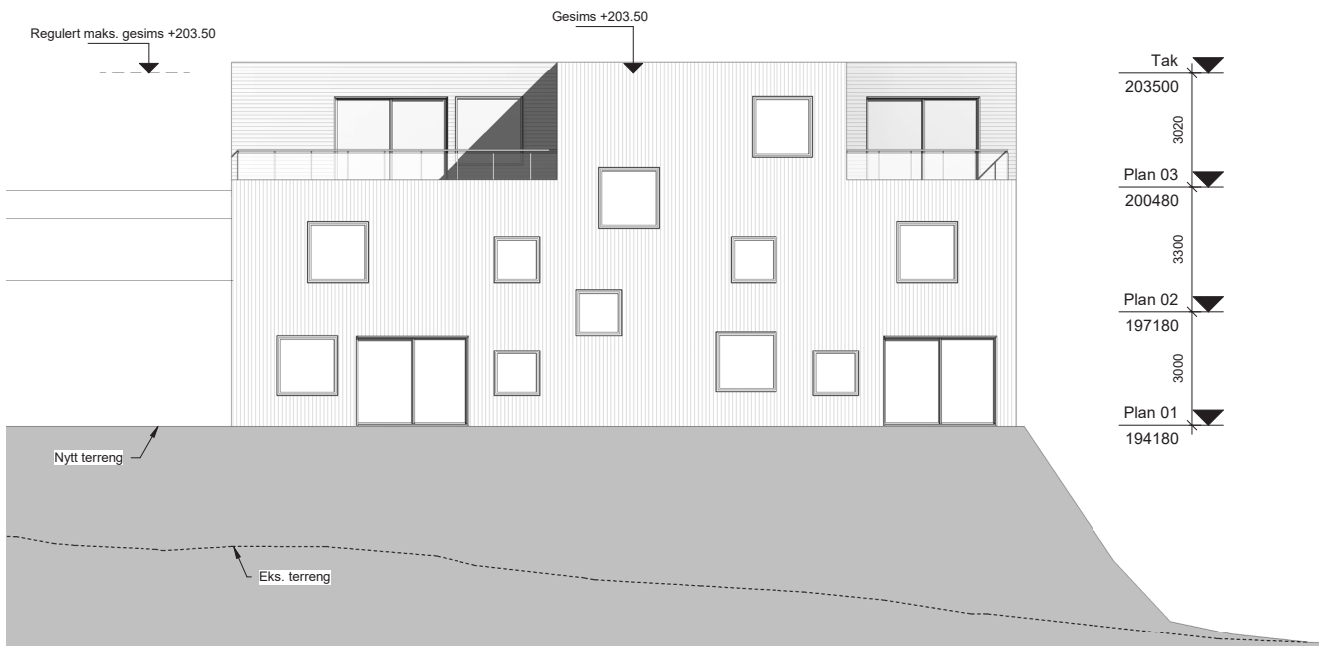 Gesims +203.50
Regulert maks. gesims +203.50
Tak
203500
3020
Plan 03
200480
3300
Plan 02
197180
3000
Plan 01
194180
Nytt terreng
Eks. terreng